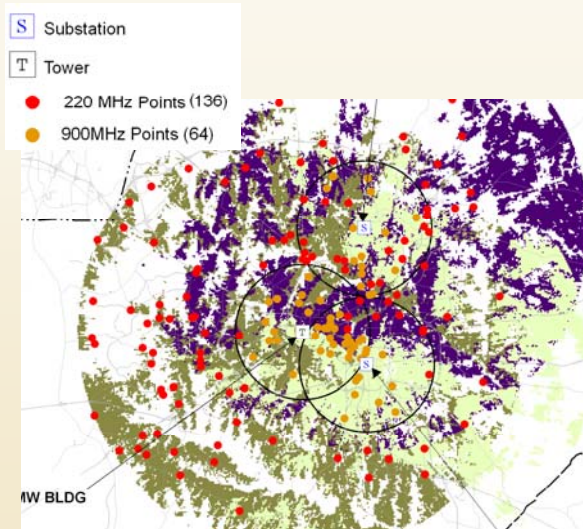 S Substation
T Tower
220 MHz Points (136)
900MHz Points (64)
S
T
S
MW BLDG